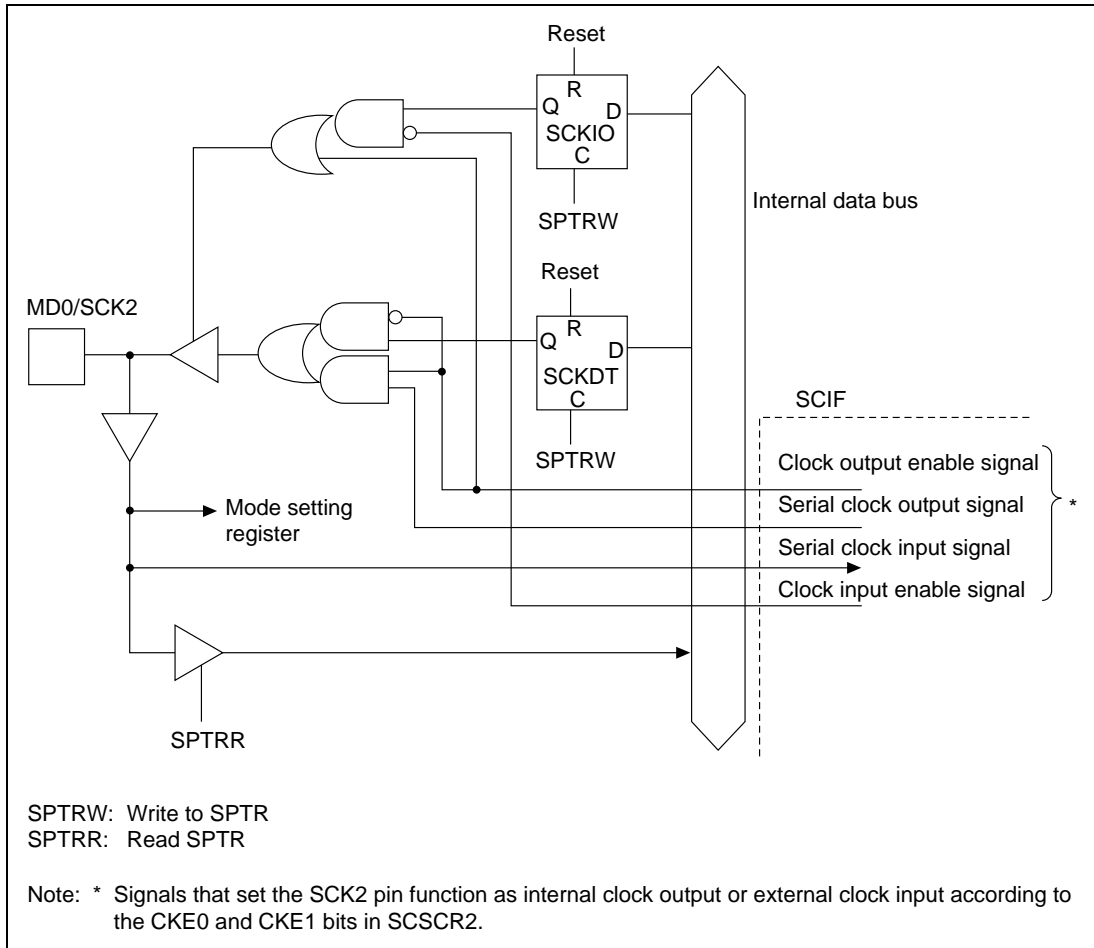 Reset
R
Q
D
SCKIO
C
SPTRW
Internal data bus
Reset
MD0/SCK2
R
Q
D
SCKDT
C
SCIF
SPTRW
Clock output enable signal
Serial clock output signal
*
Mode setting
register
Serial clock input signal
Clock input enable signal
SPTRR
SPTRW: Write to SPTR
SPTRR: Read SPTR
Note: * Signals that set the SCK2 pin function as internal clock output or external clock input according to
the CKE0 and CKE1 bits in SCSCR2.